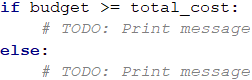 if budget >= total_cost:
    # TODO: Print message
else:
    # TODO: Print message